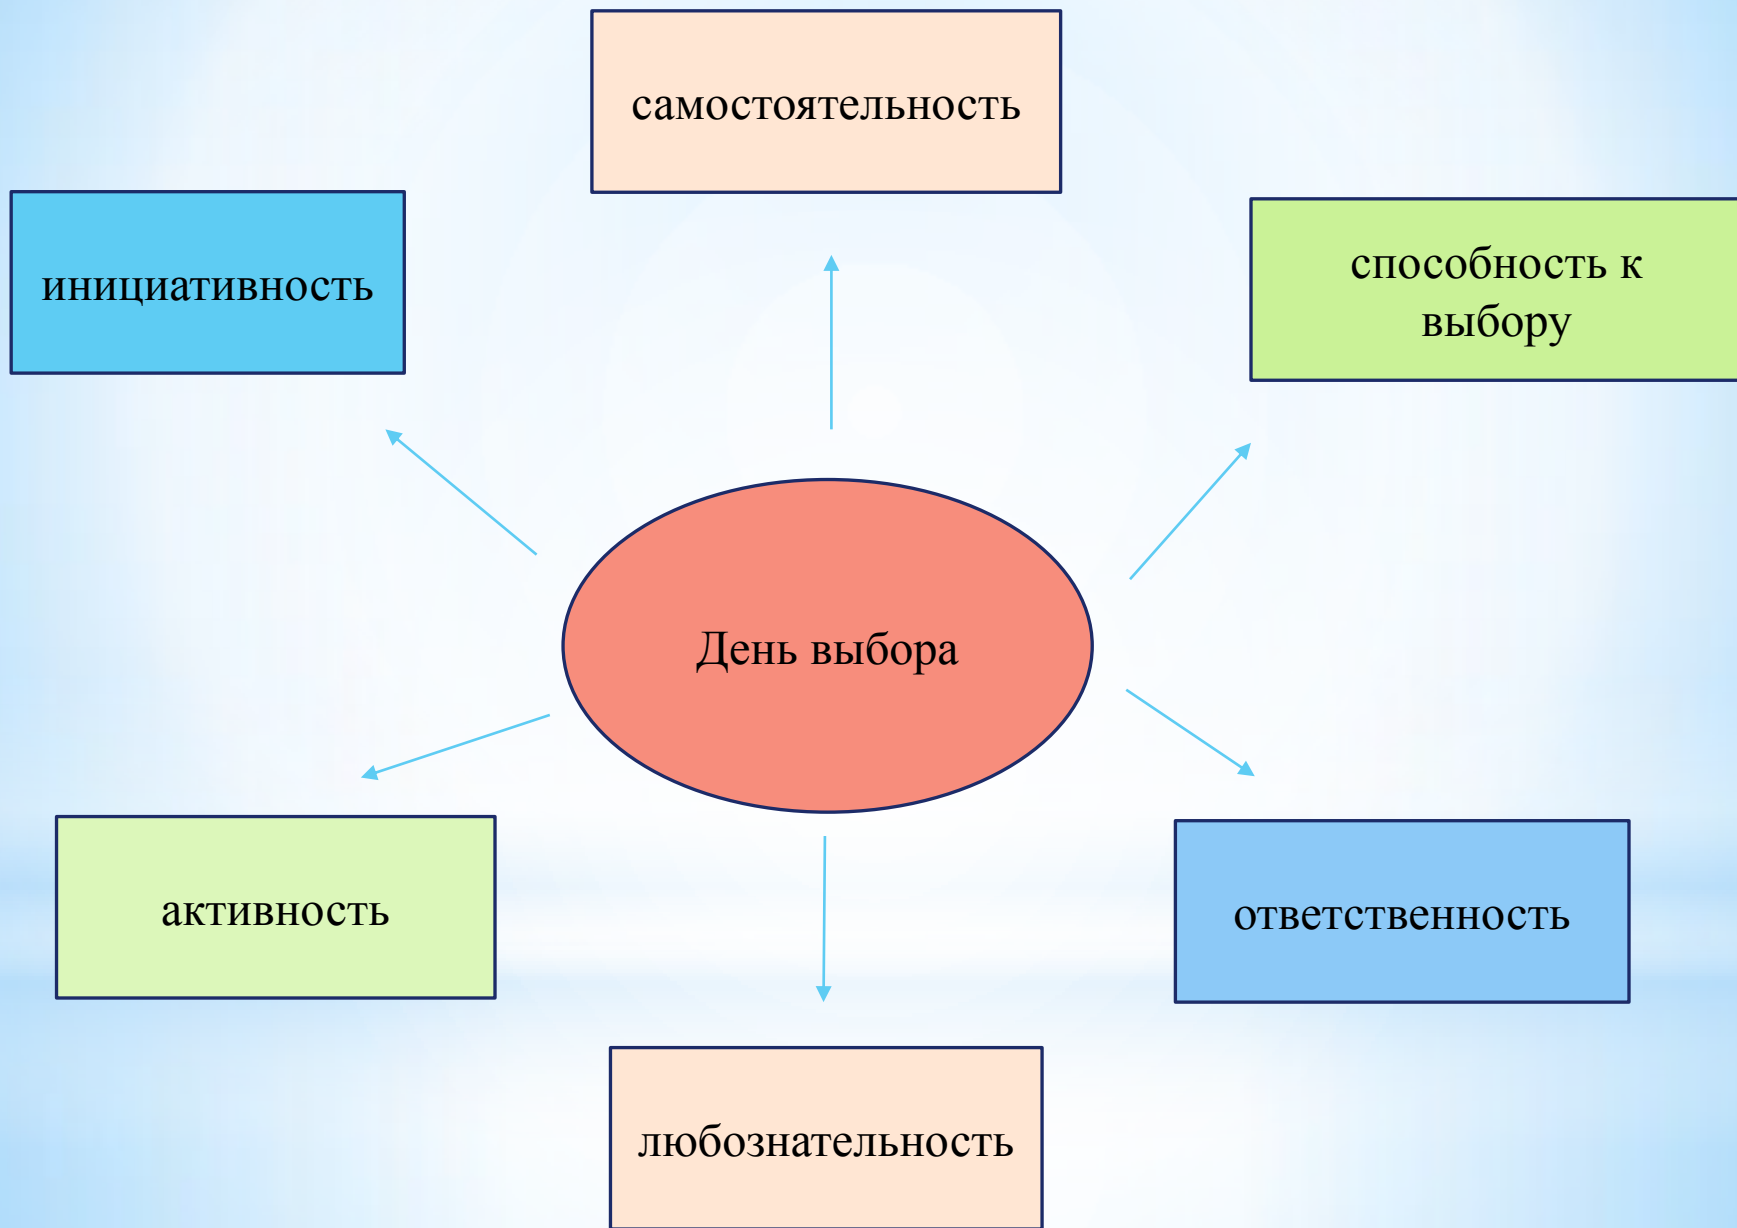 самостоятельность
инициативность
способность к
выбору
День выбора
активность
ответственность
любознательность